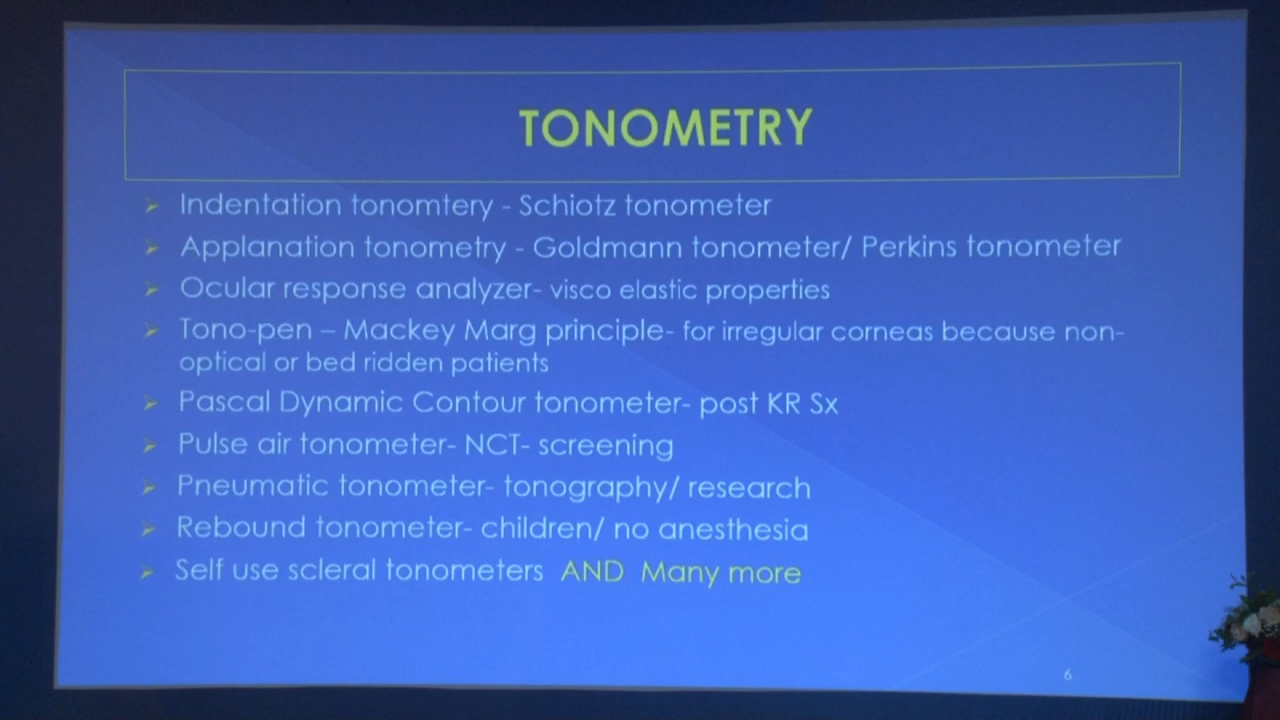 TONOMETRY
Indentation tonomtery - Schiotz tonometer
Applanation tonometry - Goldmann tonometer/ Perkins tonometer
Ocular response analyzer- visco elastic properties
Tono-pen – Mackey Marg principle- for irregular corneas because non-
optical or bed ridden patients
Pascal Dynamic Contour tonometer- post KR Sx
Pulse air tonometer- NCT- screening
Pneumatic tonometer- tonography/ research
Rebound tonometer- children/ no anesthesia
Self use scleral tonometers AND Many more
6